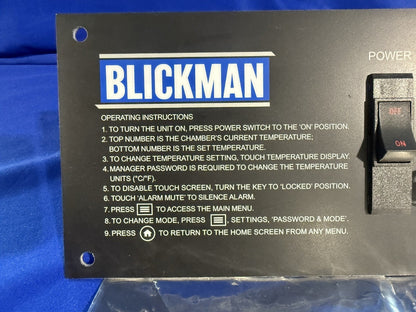 POWER
BLICKMAN
OPERATING INSTRUCTIONS
1. TO TURN THE UNIT ON, PRESS POWER SWITCH TO THE 'ON' POSITION.
2. TOP NUMBER IS THE CHAMBER'S CURRENT TEMPERATURE;
BOTTOM NUMBER IS THE SET TEMPERATURE.
3. TO CHANGE TEMPERATURE SETTING, TOUCH TEMPERATURE DISPLAY.
4. MANAGER PASSWORD IS REQUIRED TO CHANGE THE TEMPERATURE
UNITS (°C/°F).
5. TO DISABLE TOUCH SCREEN, TURN THE KEY TO 'LOCKED' POSITION.
6. TOUCH 'ALARM MUTE' TO SILENCE ALARM.
7. PRESS TO ACCESS THE MAIN MENU.
8. TO CHANGE MODE, PRESS , SETTINGS, 'PASSWORD & MODE'.
9. PRESS TO RETURN TO THE HOME SCREEN FROM ANY MENU.
OFF
ON